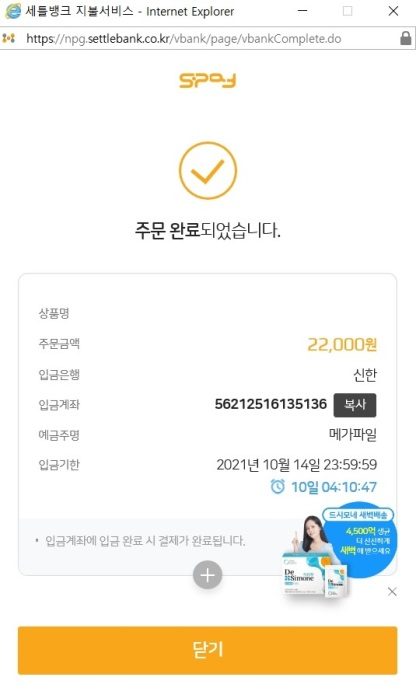 세틀뱅크 지불서비스 - Internet Explorer
https://npg.settlebank.co.kr/vbank/page/vbankComplete.do
s·pay
주문 완료되었습니다.
상품명
주문금액 22,000원
입금은행 신한
입금계좌 56212516135136 복사
예금주명 메가파일
입금기한 2021년 10월 14일 23:59:59
10일 04:10:47
• 입금계좌에 입금 완료 시 결제가 완료됩니다.
드시모네 새벽배송
4,500억 생균
더 신선하게
새벽에 받으세요
De
Simone
닫기